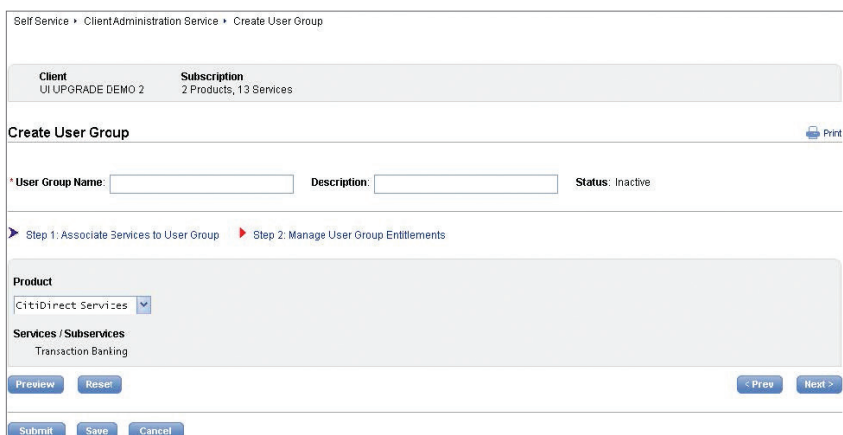 Self Service ▸ Client Administration Service ▸ Create User Group
Client Subscription
UI UPGRADE DEMO 2 2 Products, 13 Services
Create User Group Print
* User Group Name: Description: Status: Inactive
Step 1: Associate Services to User Group Step 2: Manage User Group Entitlements
Product
CitiDirect Services
Services / Subservices
Transaction Banking
Preview Reset < Prev Next >
Submit Save Cancel